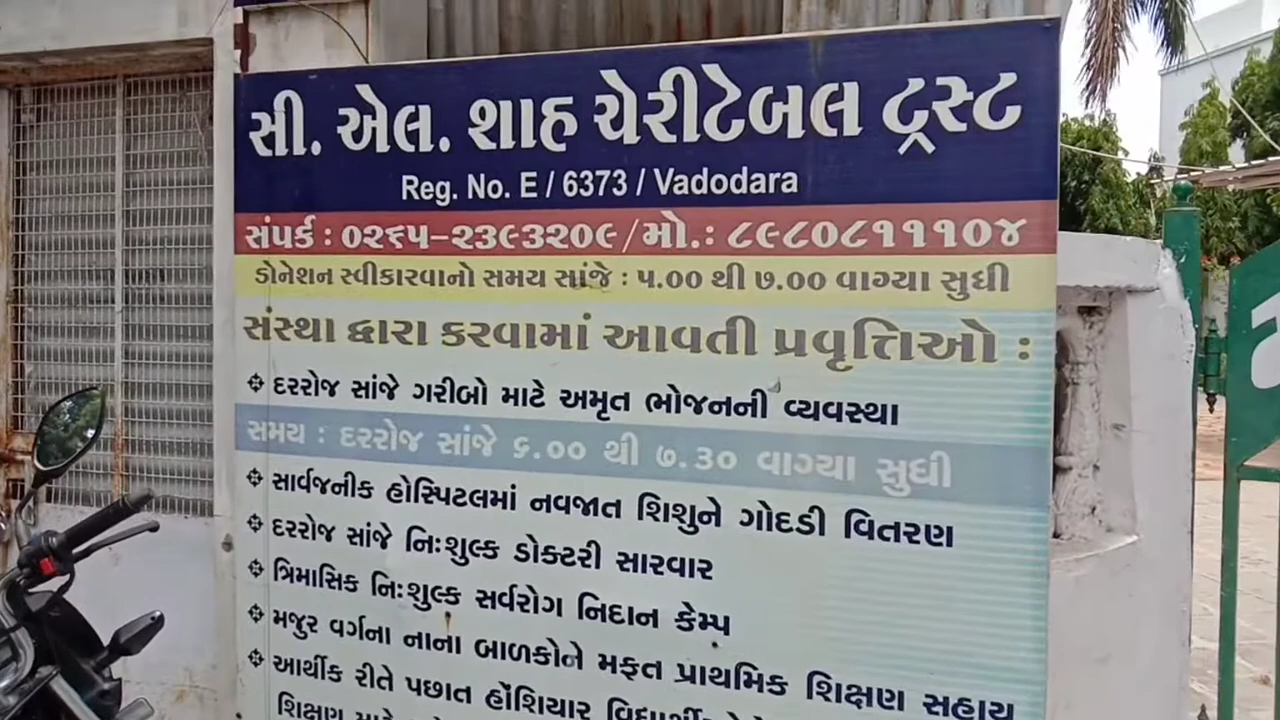 સી. એલ. શાહ ચેરીટેબલ ટ્રસ્ટ
Reg. No. E / 6373 / Vadodara
સંપર્ક : ૦૨૬૫-૨૩૯૩૨૦૯ / મો.: ૮૯૮૦૮૧૧૧૦૪
ડોનેશન સ્વીકારવાનો સમય સાંજે : ૫.૦૦ થી ૭.૦૦ વાગ્યા સુધી
સંસ્થા દ્વારા કરવામાં આવતી પ્રવૃત્તિઓ :
દરરોજ સાંજે ગરીબો માટે અમૃત ભોજનની વ્યવસ્થા
સમય : દરરોજ સાંજે ૬.૦૦ થી ૭.૩૦ વાગ્યા સુધી
સાર્વજનીક હોસ્પિટલમાં નવજાત શિશુને ગોદડી વિતરણ
દરરોજ સાંજે નિઃશુલ્ક ડોક્ટરી સારવાર
ત્રિમાસિક નિઃશુલ્ક સર્વરોગ નિદાન કેમ્પ
મજુર વર્ગના નાના બાળકોને મફત પ્રાથમિક શિક્ષણ સહાય
આર્થીક રીતે પછાત હોંશિયાર
શિક્ષણ માટે